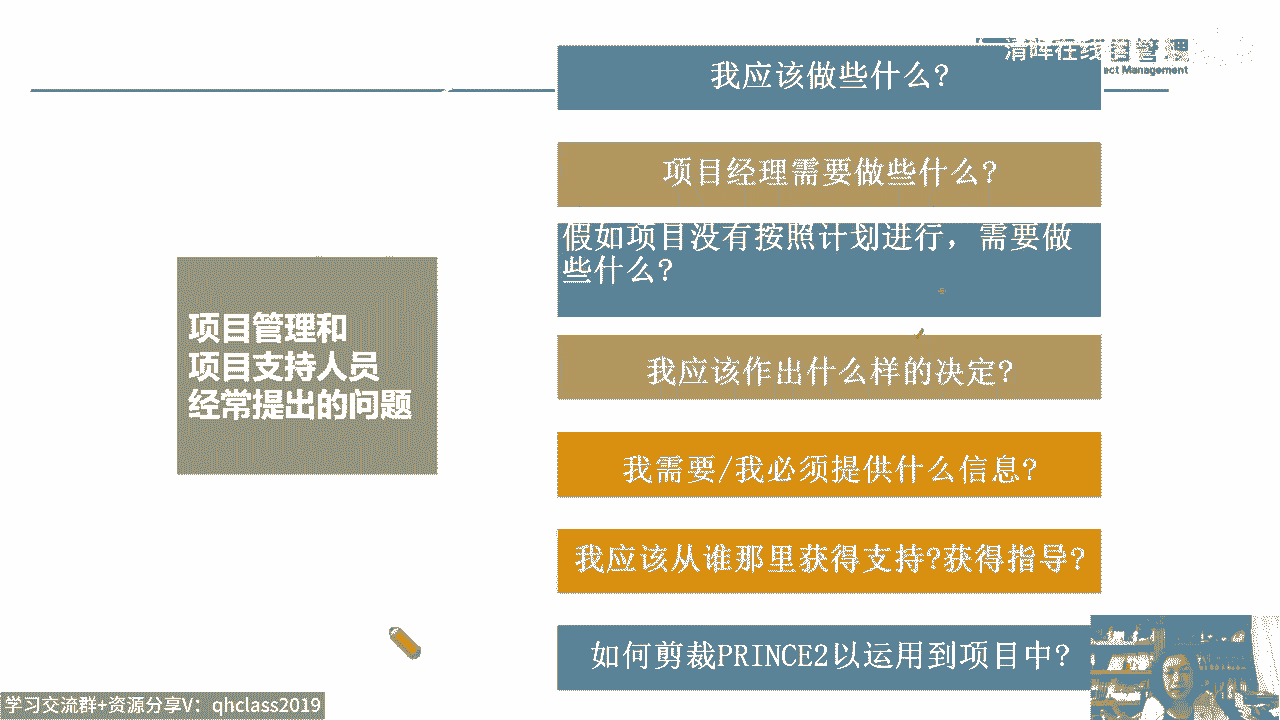 清晖在线
目管理
ect Management
我应该做些什么?
项目经理需要做些什么?
假如项目没有按照计划进行，需要做
些什么?
项目管理和
项目支持人员
经常提出的问题
我应该作出什么样的决定?
我需要/我必须提供什么信息?
我应该从谁那里获得支持?获得指导?
如何剪裁PRINCE2以运用到项目中?
学习交流群+资源分享V：qhclass2019